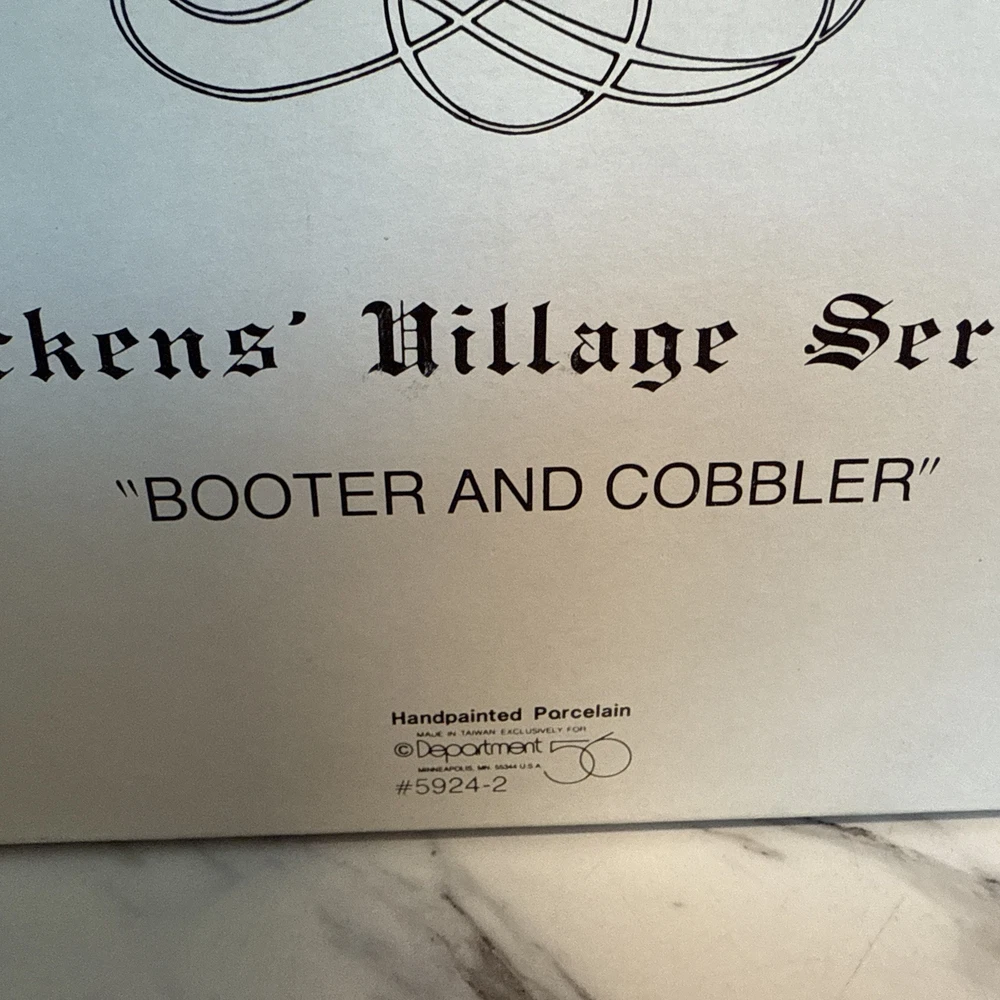 ckens' Village Ser
"BOOTER AND COBBLER"
Handpainted Porcelain
MADE IN TAIWAN EXCLUSIVELY FOR
©Department 56
MINNEAPOLIS, MN 55344 U.S.A.
#5924-2